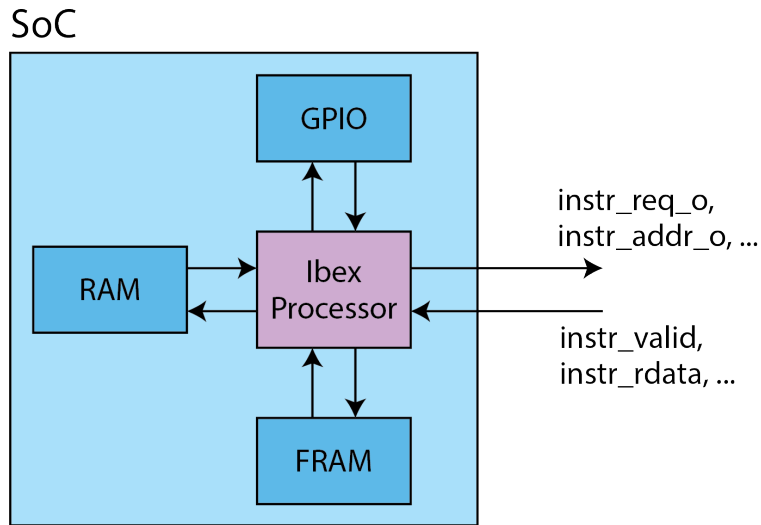 SoC
GPIO
instr_req_o,
instr_addr_o, ...
RAM
Ibex
Processor
instr_valid,
instr_rdata, ...
FRAM